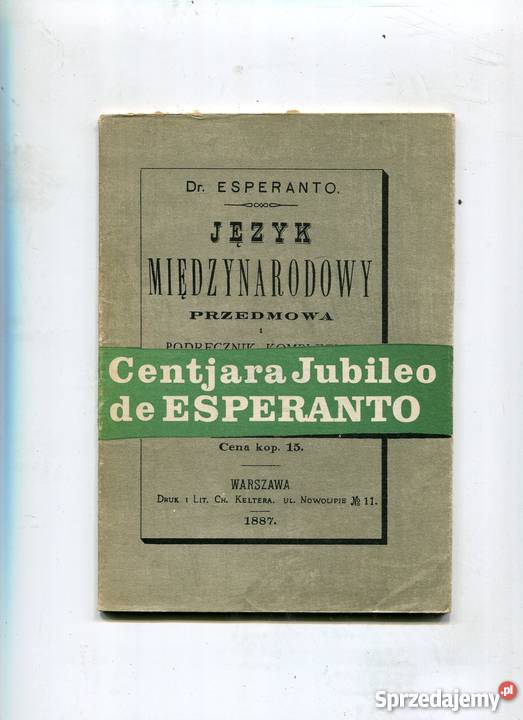 Dr. ESPERANTO.
JĘZYK
MIĘDZYNARODOWY
PRZEDMOWA
i
PODRĘCZNIK
Centjara Jubileo
de ESPERANTO
Cena kop. 15.
WARSZAWA
Druk i Lit. Ch. Keltera. ul. Nowolipie № 11.
1887.
Sprzedajemy.pl